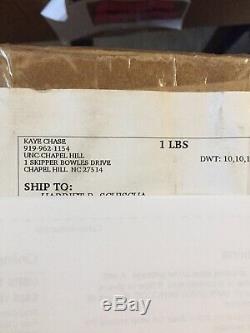 KAYE CHASE
919-962-1154
UNC CHAPEL HILL
1 SKIPPER BOWLES DRIVE
CHAPEL HILL NC 27514
1 LBS
DWT: 10,10,1
SHIP TO: